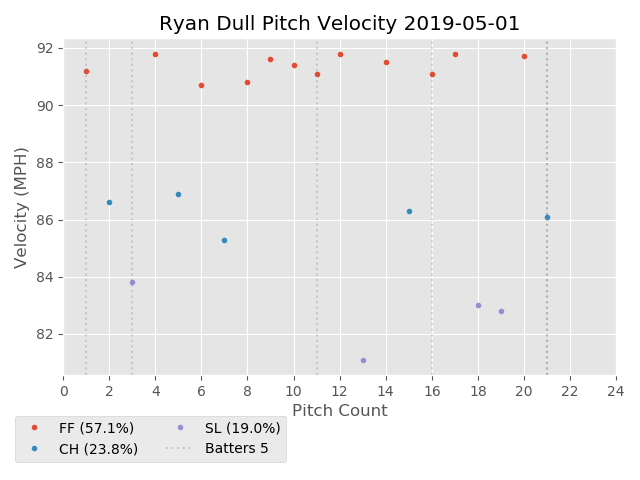 Ryan Dull Pitch Velocity 2019-05-01
92
90
88
86
84
82
Velocity (MPH)
0 2 4 6 8 10 12 14 16 18 20 22 24
Pitch Count
FF (57.1%) SL (19.0%)
CH (23.8%) Batters 5